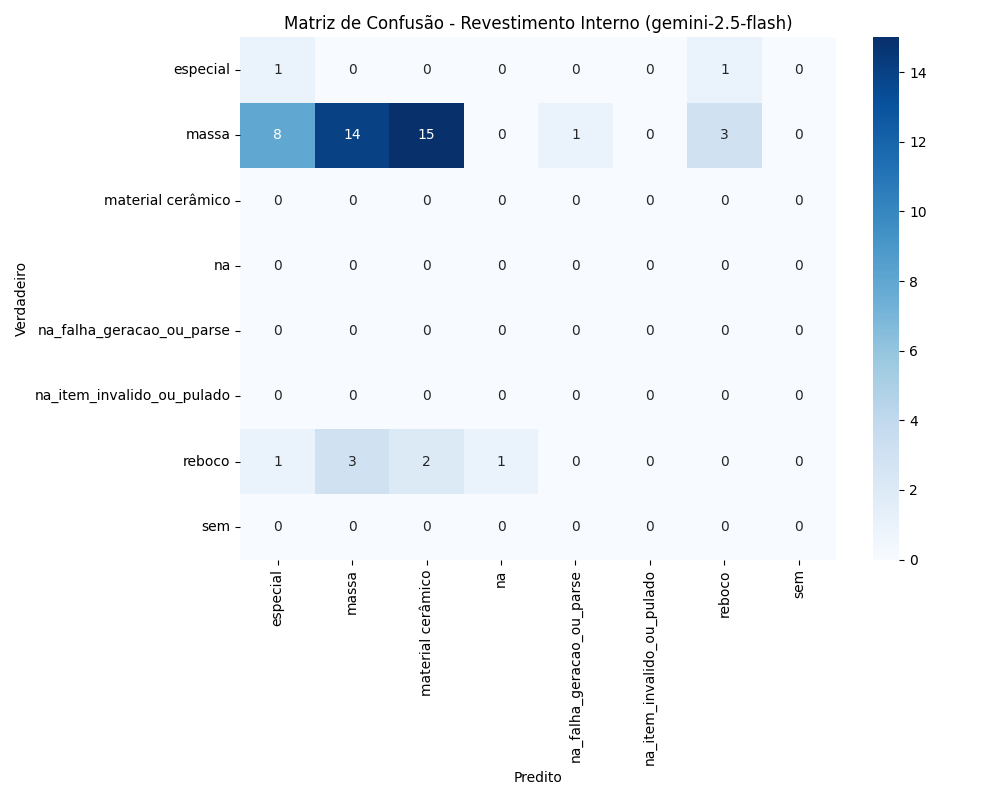 Matriz de Confusão - Revestimento Interno (gemini-2.5-flash)
Verdadeiro
especial 1 0 0 0 0 0 1 0
massa 8 14 15 0 1 0 3 0
material cerâmico 0 0 0 0 0 0 0 0
na 0 0 0 0 0 0 0 0
na_falha_geracao_ou_parse 0 0 0 0 0 0 0 0
na_item_invalido_ou_pulado 0 0 0 0 0 0 0 0
reboco 1 3 2 1 0 0 0 0
sem 0 0 0 0 0 0 0 0
especial
massa
material cerâmico
na
na_falha_geracao_ou_parse
na_item_invalido_ou_pulado
reboco
sem
Predito
14
12
10
8
6
4
2
0